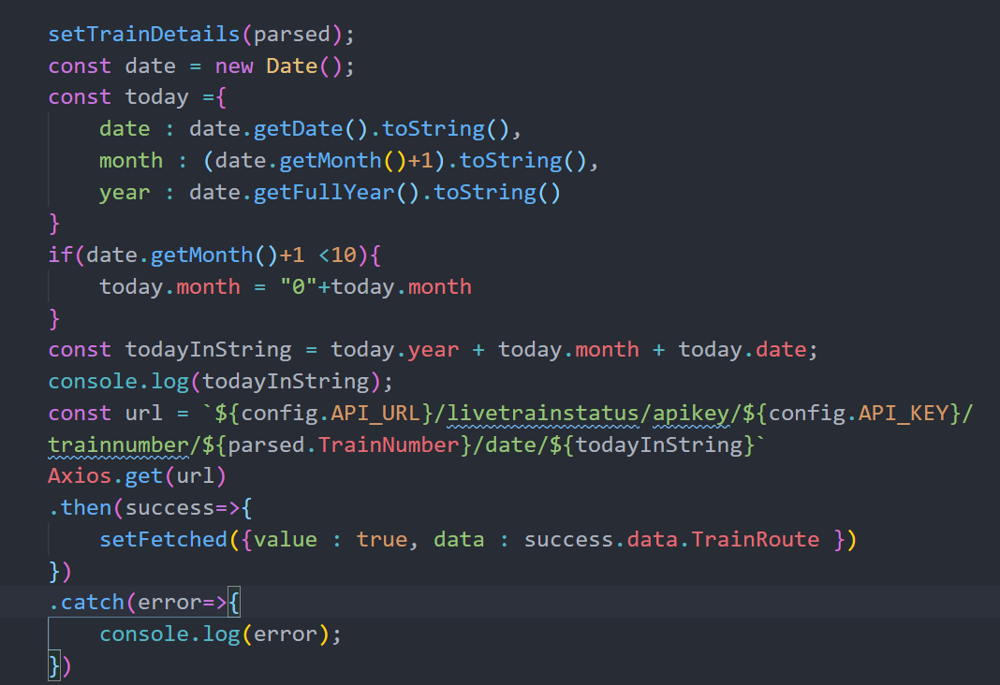 setTrainDetails(parsed);
const date = new Date();
const today ={
    date : date.getDate().toString(),
    month : (date.getMonth()+1).toString(),
    year : date.getFullYear().toString()
}
if(date.getMonth()+1 <10){
    today.month = "0"+today.month
}
const todayInString = today.year + today.month + today.date;
console.log(todayInString);
const url = `${config.API_URL}/livetrainstatus/apikey/${config.API_KEY}/
trainnumber/${parsed.TrainNumber}/date/${todayInString}`
Axios.get(url)
.then(success=>{
    setFetched({value : true, data : success.data.TrainRoute })
})
.catch(error=>{
    console.log(error);
})